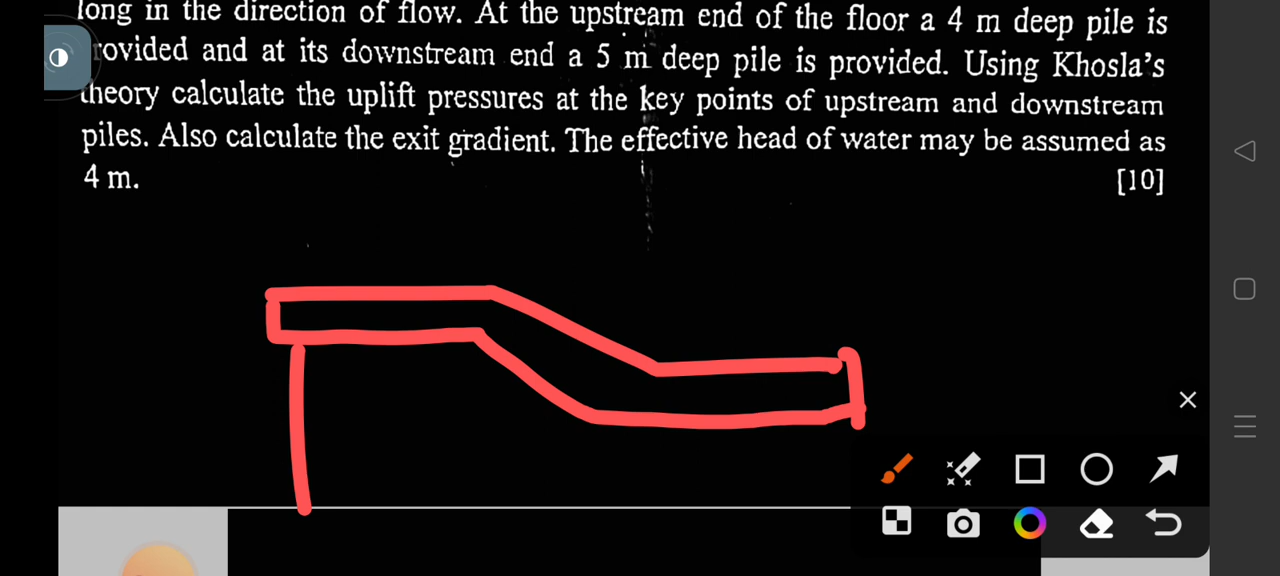 long in the direction of flow. At the upstream end of the floor a 4 m deep pile is
rovided and at its downstream end a 5 m deep pile is provided. Using Khosla's
theory calculate the uplift pressures at the key points of upstream and downstream
piles. Also calculate the exit gradient. The effective head of water may be assumed as
4 m. [10]